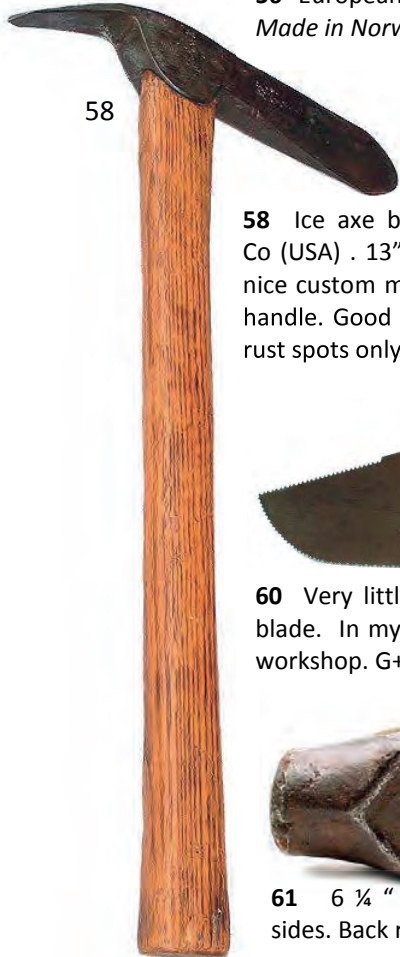 Made in Norw
58
58 Ice axe b
Co (USA) . 13”
nice custom m
handle. Good
rust spots only
60 Very littl
blade. In my
workshop. G+
61 6 ¼ “
sides. Back r